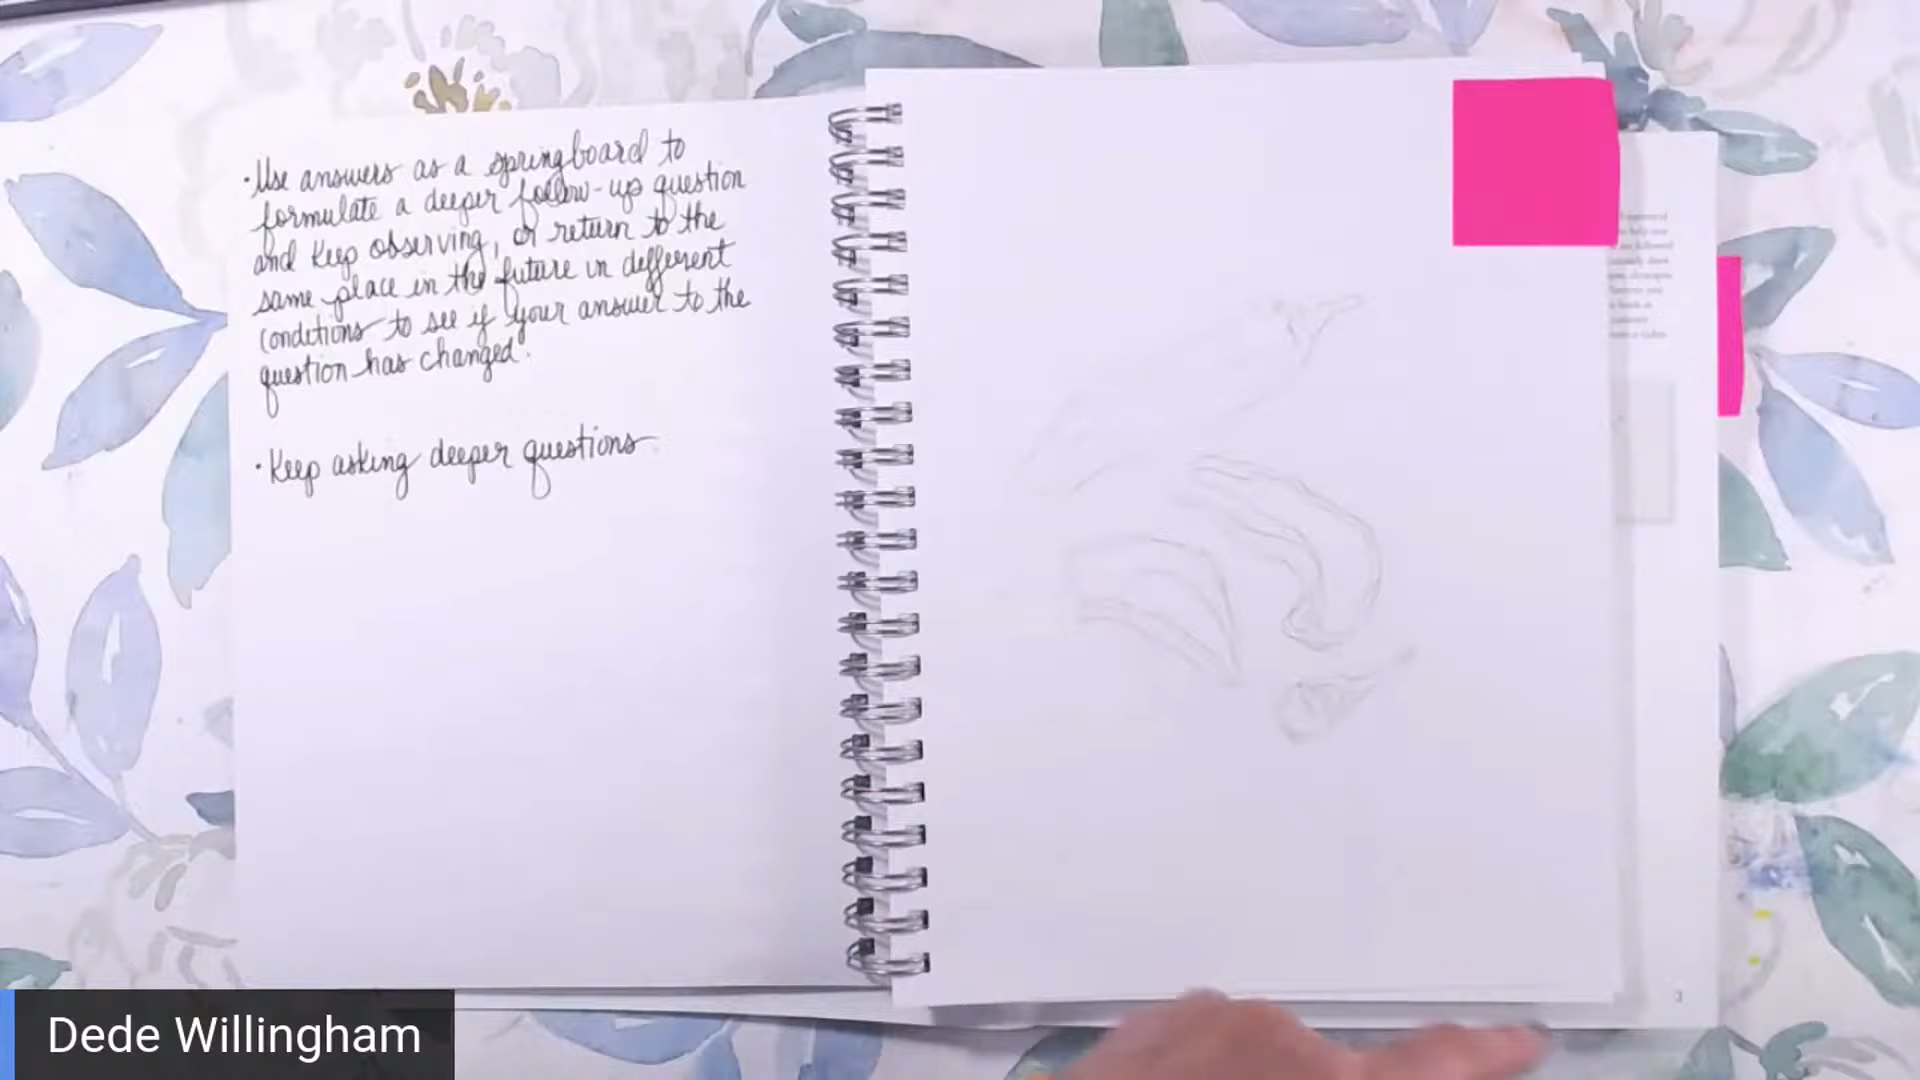 ·Use answers as a springboard to
formulate a deeper follow-up question
and keep observing, or return to the
same place in the future in different
conditions to see if your answer to the
question has changed.
·Keep asking deeper questions
Dede Willingham